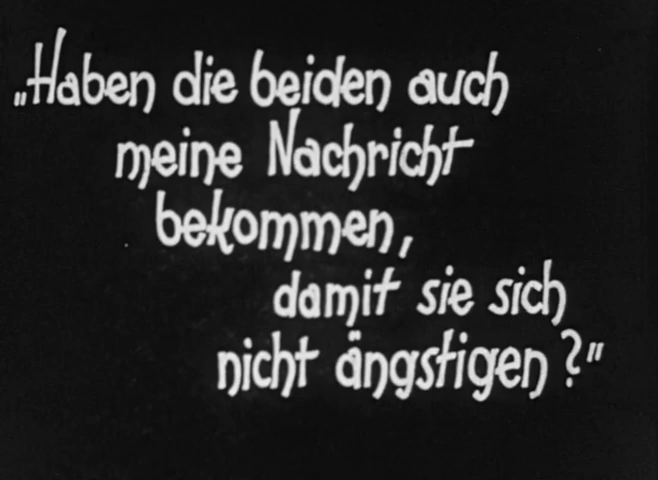 „Haben die beiden auch
meine Nachricht
bekommen,
damit sie sich
nicht ängstigen?"